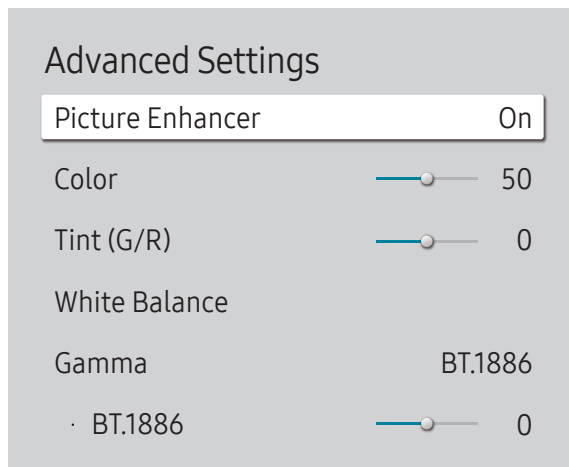 Advanced Settings
Picture Enhancer On
Color 50
Tint (G/R) 0
White Balance
Gamma BT.1886
· BT.1886 0